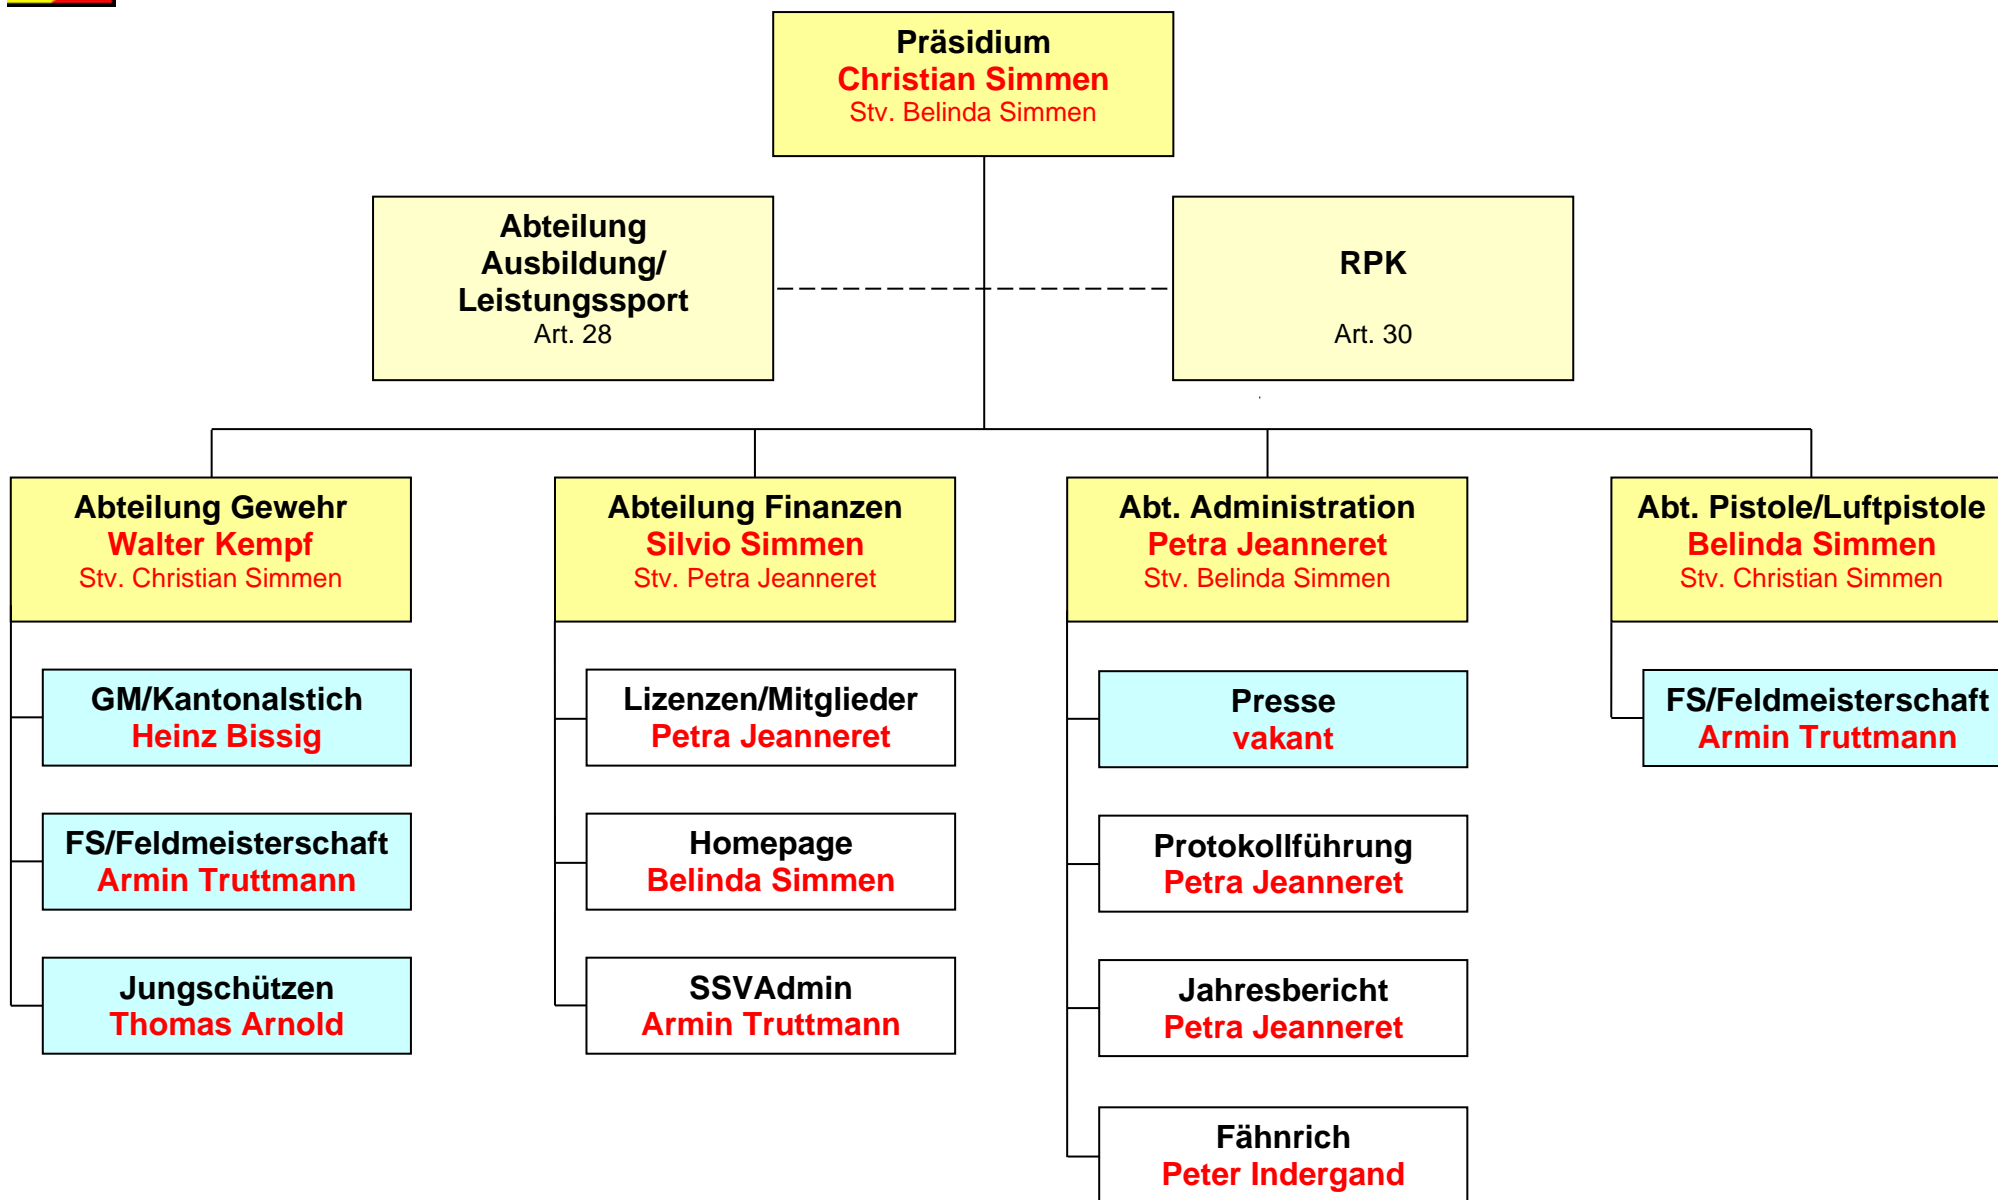 Präsidium
Christian Simmen
Stv. Belinda Simmen
Abteilung
Ausbildung/
Leistungssport
Art. 28
RPK
Art. 30
Abteilung Gewehr
Walter Kempf
Stv. Christian Simmen
GM/Kantonalstich
Heinz Bissig
FS/Feldmeisterschaft
Armin Truttmann
Jungschützen
Thomas Arnold
Abteilung Finanzen
Silvio Simmen
Stv. Petra Jeanneret
Lizenzen/Mitglieder
Petra Jeanneret
Homepage
Belinda Simmen
SSVAdmin
Armin Truttmann
Abt. Administration
Petra Jeanneret
Stv. Belinda Simmen
Presse
vakant
Protokollführung
Petra Jeanneret
Jahresbericht
Petra Jeanneret
Fähnrich
Peter Indergand
Abt. Pistole/Luftpistole
Belinda Simmen
Stv. Christian Simmen
FS/Feldmeisterschaft
Armin Truttmann